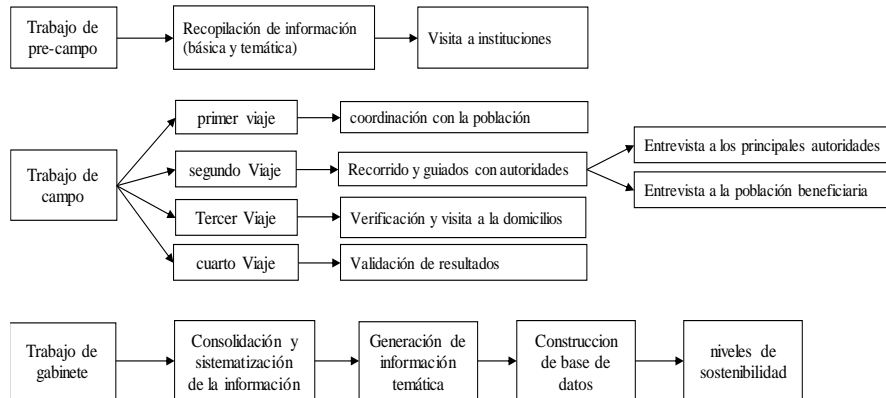 Trabajo de
pre-campo
Recopilación de información
(básica y temática)
Visita a instituciones
Trabajo de
campo
primer viaje
coordinación con la población
segundo Viaje
Recorrido y guiados con autoridades
Entrevista a los principales autoridades
Entrevista a la población beneficiaria
Tercer Viaje
Verificación y visita a la domicilios
cuarto Viaje
Validación de resultados
Trabajo de
gabinete
Consolidación y
sistematización
de la información
Generación de
información
temática
Construccion
de base de
datos
niveles de
sostenibilidad